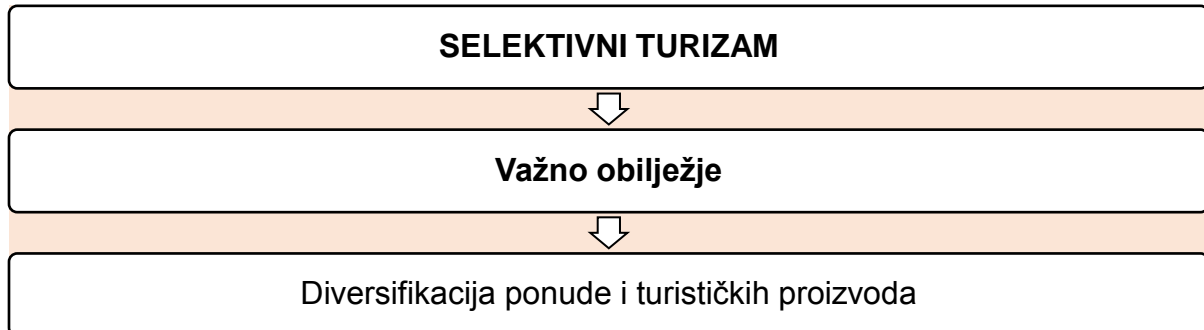 SELEKTIVNI TURIZAM
Važno obilježje
Diversifikacija ponude i turističkih proizvoda